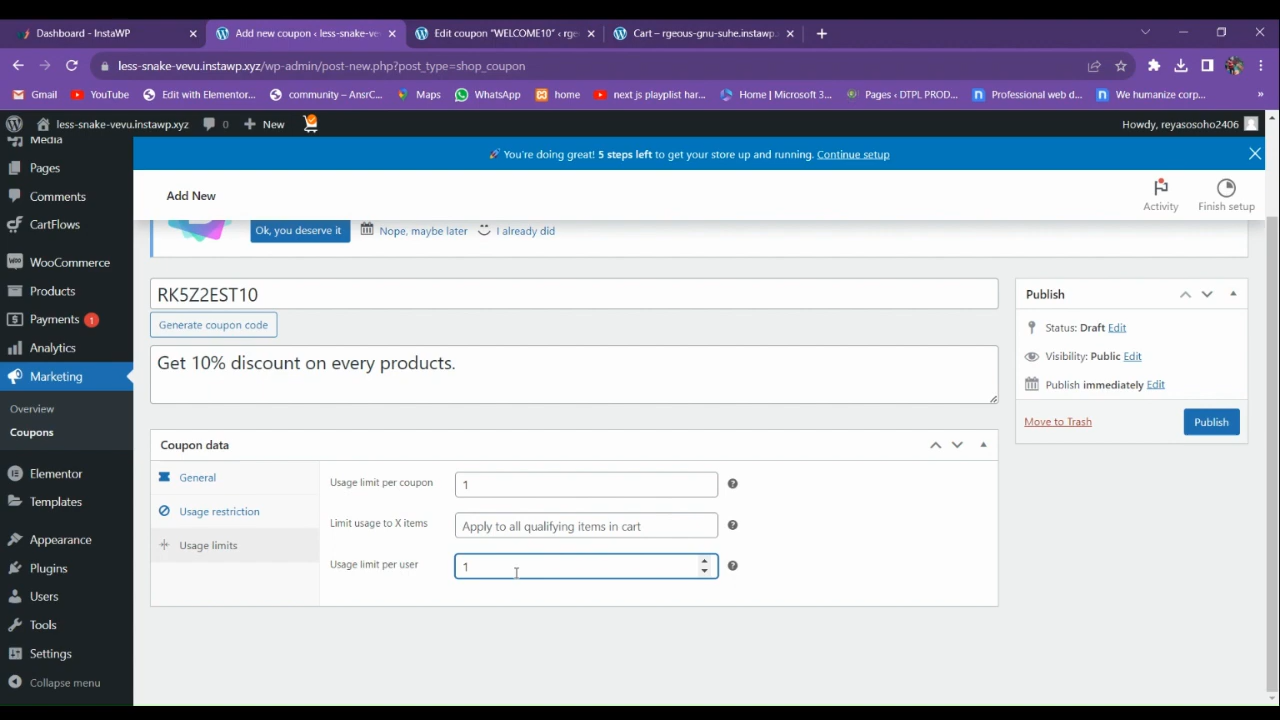 Dashboard - InstaWP
Add new coupon ‹ less-snake-ve
Edit coupon "WELCOME10" ‹ rge
Cart – rgeous-gnu-suhe.instawp.
less-snake-vevu.instawp.xyz/wp-admin/post-new.php?post_type=shop_coupon
Gmail
YouTube
Edit with Elementor...
community – AnsrC...
Maps
WhatsApp
home
next js playlist har...
Home | Microsoft 3...
Pages ‹ DTPL PROD...
Professional web d...
We humanize corp...
»
less-snake-vevu.instawp.xyz
0
New
Howdy, reyasosoho2406
Media
Pages
Comments
CartFlows
WooCommerce
Products
Payments 1
Analytics
Marketing
Overview
Coupons
Elementor
Templates
Appearance
Plugins
Users
Tools
Settings
Collapse menu
🚀 You're doing great! 5 steps left to get your store up and running. Continue setup
Add New
Activity
Finish setup
Ok, you deserve it
Nope, maybe later
I already did
RK5Z2EST10
Generate coupon code
Get 10% discount on every products.
Coupon data
General
Usage restriction
Usage limits
Usage limit per coupon
1
Limit usage to X items
Apply to all qualifying items in cart
Usage limit per user
1
Publish
Status: Draft Edit
Visibility: Public Edit
Publish immediately Edit
Move to Trash
Publish